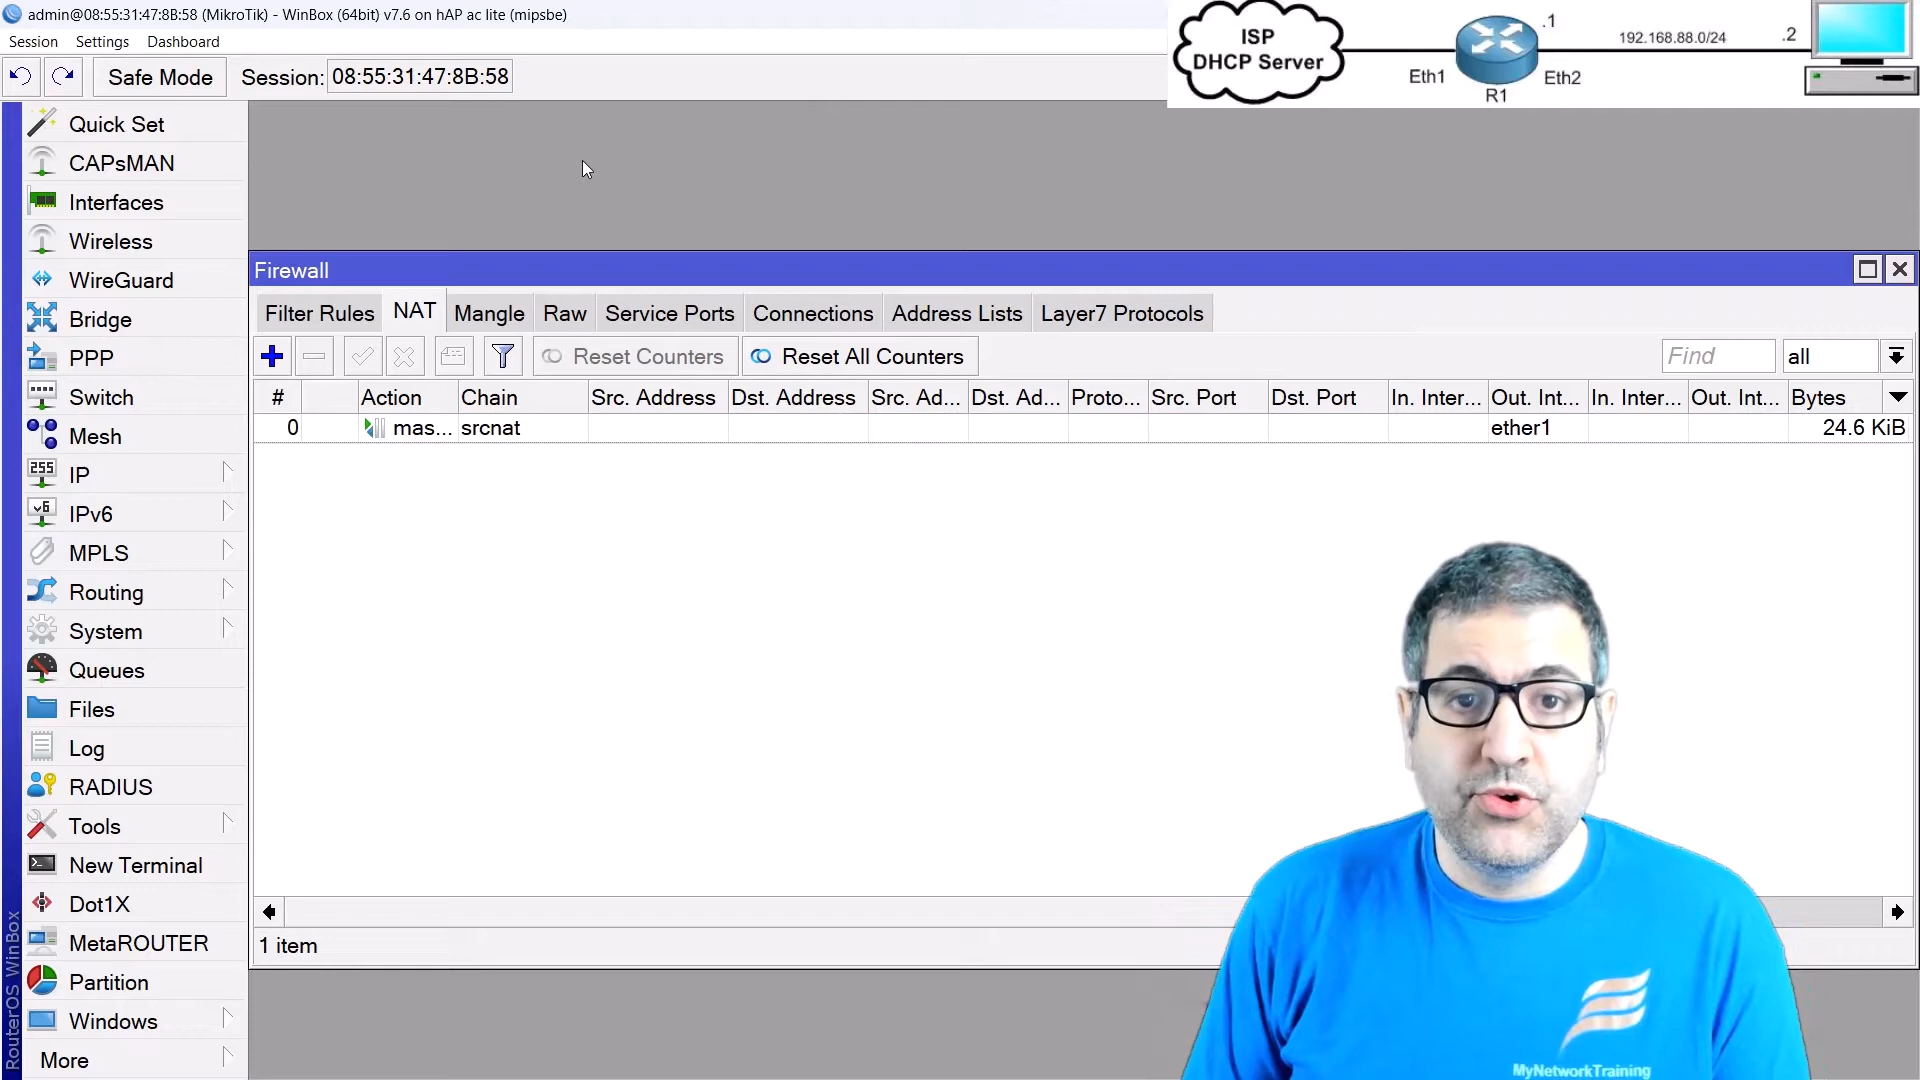 admin@08:55:31:47:8B:58 (MikroTik) - WinBox (64bit) v7.6 on hAP ac lite (mipsbe)
Session Settings Dashboard
Safe Mode Session: 08:55:31:47:8B:58
ISP
DHCP Server
Eth1
R1
.1
Eth2
192.168.88.0/24
.2
Quick Set
CAPsMAN
Interfaces
Wireless
WireGuard
Bridge
PPP
Switch
Mesh
255 IP
v6 IPv6
MPLS
Routing
System
Queues
Files
Log
RADIUS
Tools
New Terminal
Dot1X
MetaROUTER
Partition
Windows
More
RouterOS WinBox
Firewall
Filter Rules NAT Mangle Raw Service Ports Connections Address Lists Layer7 Protocols
Reset Counters Reset All Counters Find all
# Action Chain Src. Address Dst. Address Src. Ad... Dst. Ad... Proto... Src. Port Dst. Port In. Inter... Out. Int... In. Inter... Out. Int... Bytes
0 mas... srcnat ether1 24.6 KiB
1 item
MyNetworkTraining